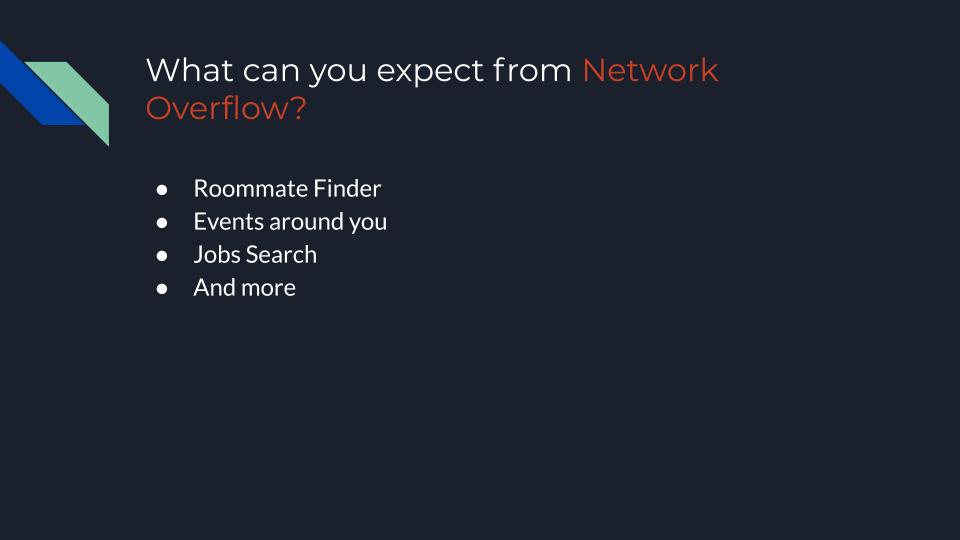 What can you expect from Network
Overflow?
● Roommate Finder
● Events around you
● Jobs Search
● And more